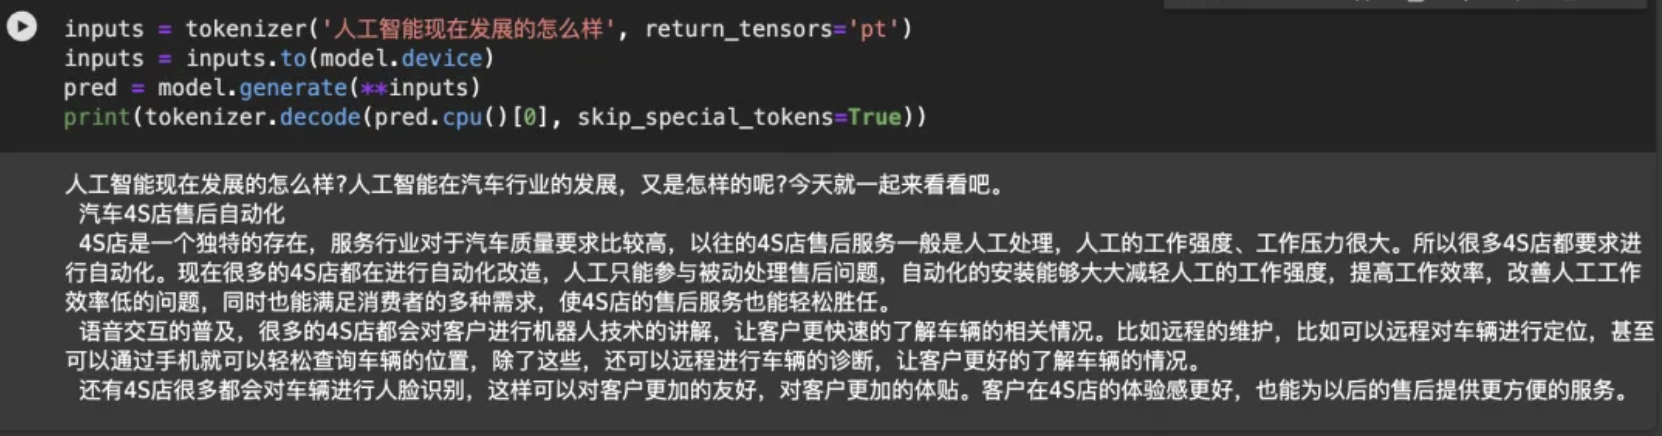 inputs = tokenizer('人工智能现在发展的怎么样', return_tensors='pt')
inputs = inputs.to(model.device)
pred = model.generate(**inputs)
print(tokenizer.decode(pred.cpu()[0], skip_special_tokens=True))
人工智能现在发展的怎么样?人工智能在汽车行业的发展，又是怎样的呢?今天就一起来看看吧。
汽车4S店售后自动化
4S店是一个独特的存在，服务行业对于汽车质量要求比较高，以往的4S店售后服务一般是人工处理，人工的工作强度、工作压力很大。所以很多4S店都要求进
行自动化。现在很多的4S店都在进行自动化改造，人工只能参与被动处理售后问题，自动化的安装能够大大减轻人工的工作强度，提高工作效率，改善人工工作
效率低的问题，同时也能满足消费者的多种需求，使4S店的售后服务也能轻松胜任。
语音交互的普及，很多的4S店都会对客户进行机器人技术的讲解，让客户更快速的了解车辆的相关情况。比如远程的维护，比如可以远程对车辆进行定位，甚至
可以通过手机就可以轻松查询车辆的位置，除了这些，还可以远程进行车辆的诊断，让客户更好的了解车辆的情况。
还有4S店很多都会对车辆进行人脸识别，这样可以对客户更加的友好，对客户更加的体贴。客户在4S店的体验感更好，也能为以后的售后提供更方便的服务。